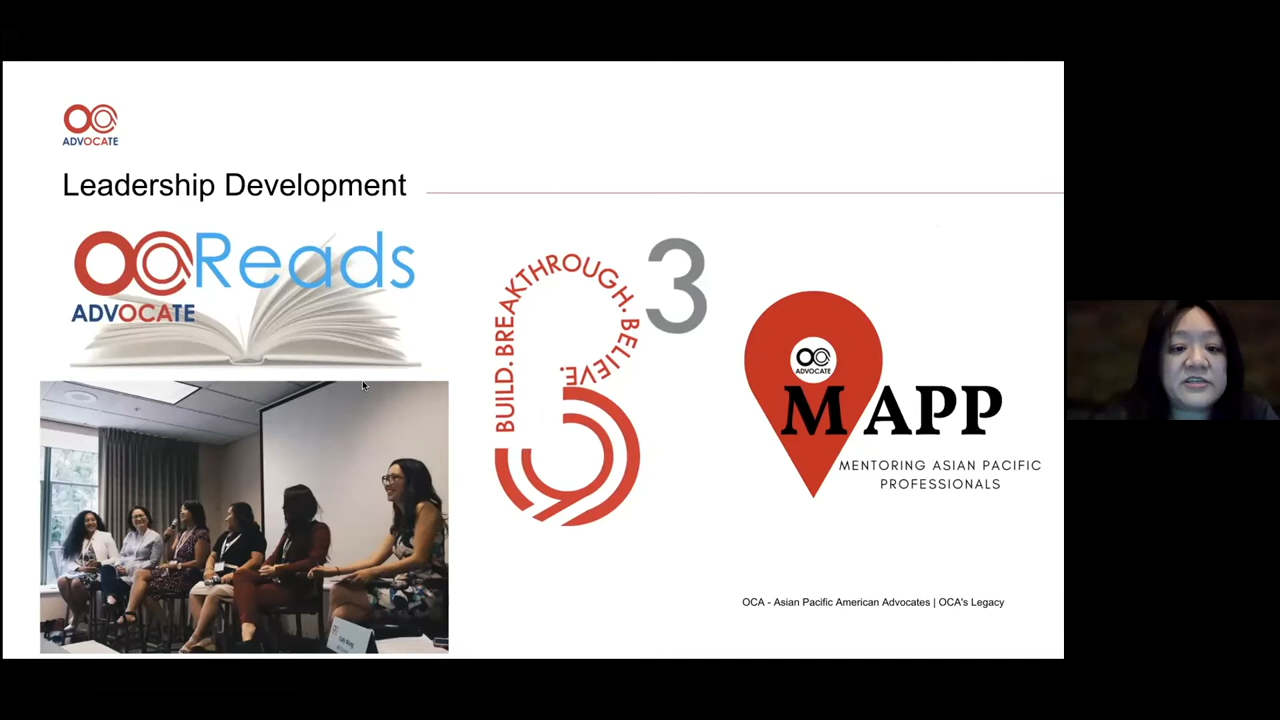 OCA
ADVOCATE
Leadership Development
OCA Reads
ADVOCATE
BUILD. BREAKTHROUGH. BELIEVE.
3
OCA
ADVOCATE
MAPP
MENTORING ASIAN PACIFIC
PROFESSIONALS
OCA - Asian Pacific American Advocates | OCA's Legacy